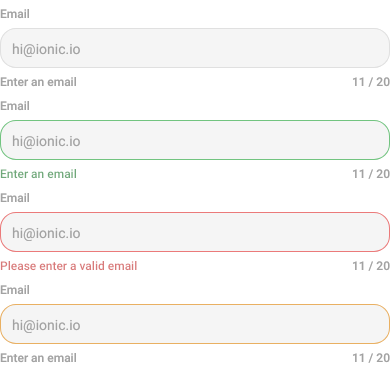 Email
hi@ionic.io
Enter an email 11 / 20
Email
hi@ionic.io
Enter an email 11 / 20
Email
hi@ionic.io
Please enter a valid email 11 / 20
Email
hi@ionic.io
Enter an email 11 / 20